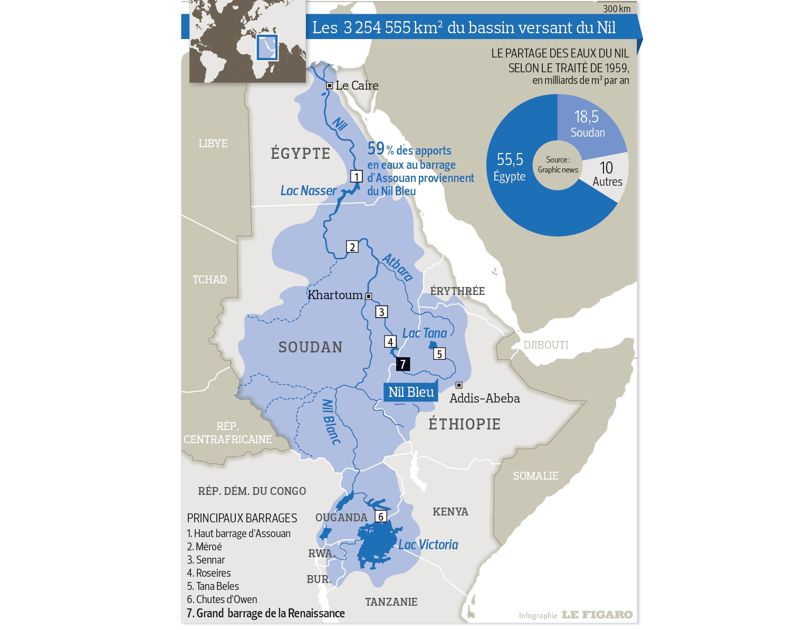 300 km
Les 3 254 555 km² du bassin versant du Nil
LE PARTAGE DES EAUX DU NIL
SELON LE TRAITÉ DE 1959,
en milliards de m³ par an
18,5
Soudan
55,5
Égypte
10
Autres
Source :
Graphic news
Le Caire
LIBYE
Nil
ÉGYPTE
59 % des apports
en eaux au barrage
d'Assouan proviennent
du Nil Bleu
1
Lac Nasser
2
Atbara
TCHAD
Khartoum
ÉRYTHRÉE
3
Lac Tana
4
5
SOUDAN
DJIBOUTI
7
Nil Bleu
Addis-Abeba
Nil Blanc
ÉTHIOPIE
RÉP.
CENTRAFRICAINE
SOMALIE
RÉP. DÉM. DU CONGO
OUGANDA
6
KENYA
Lac Victoria
RWA.
BUR.
TANZANIE
PRINCIPAUX BARRAGES
1. Haut barrage d'Assouan
2. Méroé
3. Sennar
4. Roseires
5. Tana Beles
6. Chutes d'Owen
7. Grand barrage de la Renaissance
Infographie LE FIGARO